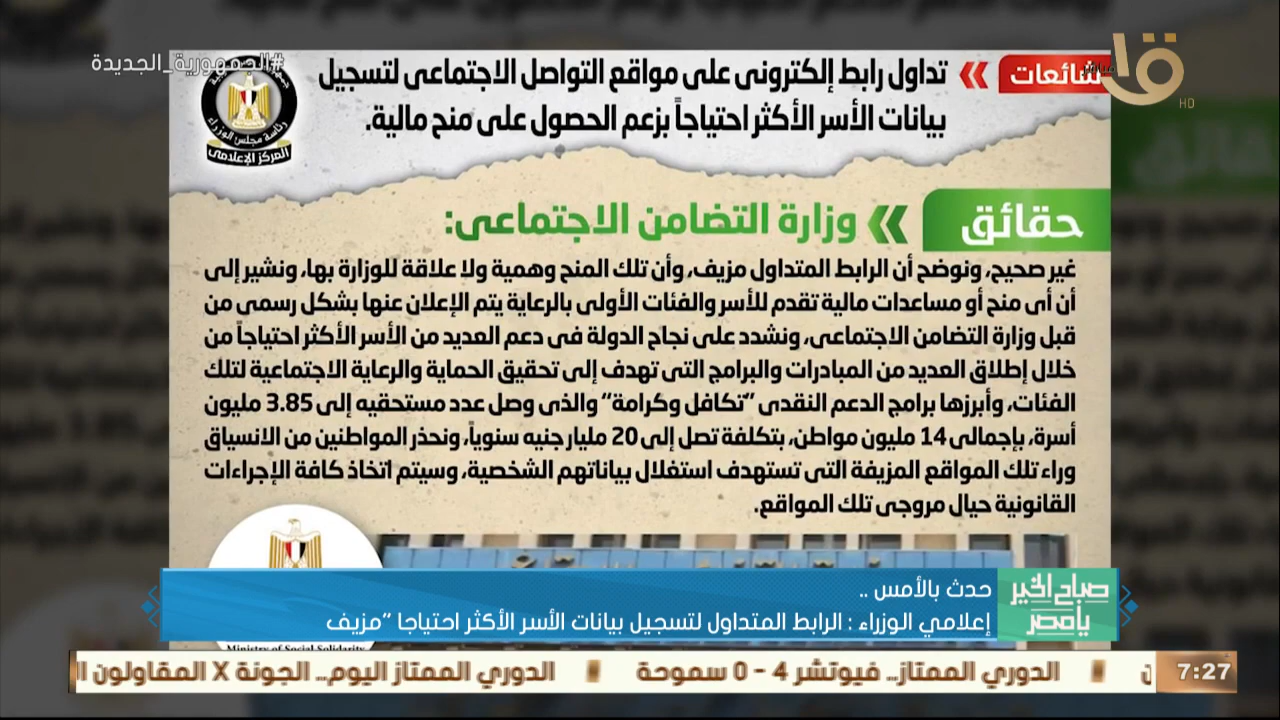 #الجمهورية_الجديدة
HD
شائعات
تداول رابط إلكترونى على مواقع التواصل الاجتماعى لتسجيل
بيانات الأسر الأكثر احتياجاً بزعم الحصول على منح مالية.
رئاسة مجلس الوزراء
المركز الإعلامى
حقائق
وزارة التضامن الاجتماعى:
غير صحيح، ونوضح أن الرابط المتداول مزيف، وأن تلك المنح وهمية ولا علاقة للوزارة بها، ونشير إلى
أن أى منح أو مساعدات مالية تقدم للأسر والفئات الأولى بالرعاية يتم الإعلان عنها بشكل رسمى من
قبل وزارة التضامن الاجتماعى، ونشدد على نجاح الدولة فى دعم العديد من الأسر الأكثر احتياجاً من
خلال إطلاق العديد من المبادرات والبرامج التى تهدف إلى تحقيق الحماية والرعاية الاجتماعية لتلك
الفئات، وأبرزها برامج الدعم النقدى "تكافل وكرامة" والذى وصل عدد مستحقيه إلى 3.85 مليون
أسرة، بإجمالى 14 مليون مواطن، بتكلفة تصل إلى 20 مليار جنيه سنوياً، ونحذر المواطنين من الانسياق
وراء تلك المواقع المزيفة التى تستهدف استغلال بياناتهم الشخصية، وسيتم اتخاذ كافة الإجراءات
القانونية حيال مروجى تلك المواقع.
صباح الخير
يا مصر
حدث بالأمس ..
إعلامي الوزراء : الرابط المتداول لتسجيل بيانات الأسر الأكثر احتياجا "مزيف
Ministry of Social Solidarity
7:27
الدوري الممتاز.. فيوتشر 4 - 0 سموحة
الدوري الممتاز اليوم.. الجونة X المقاولون